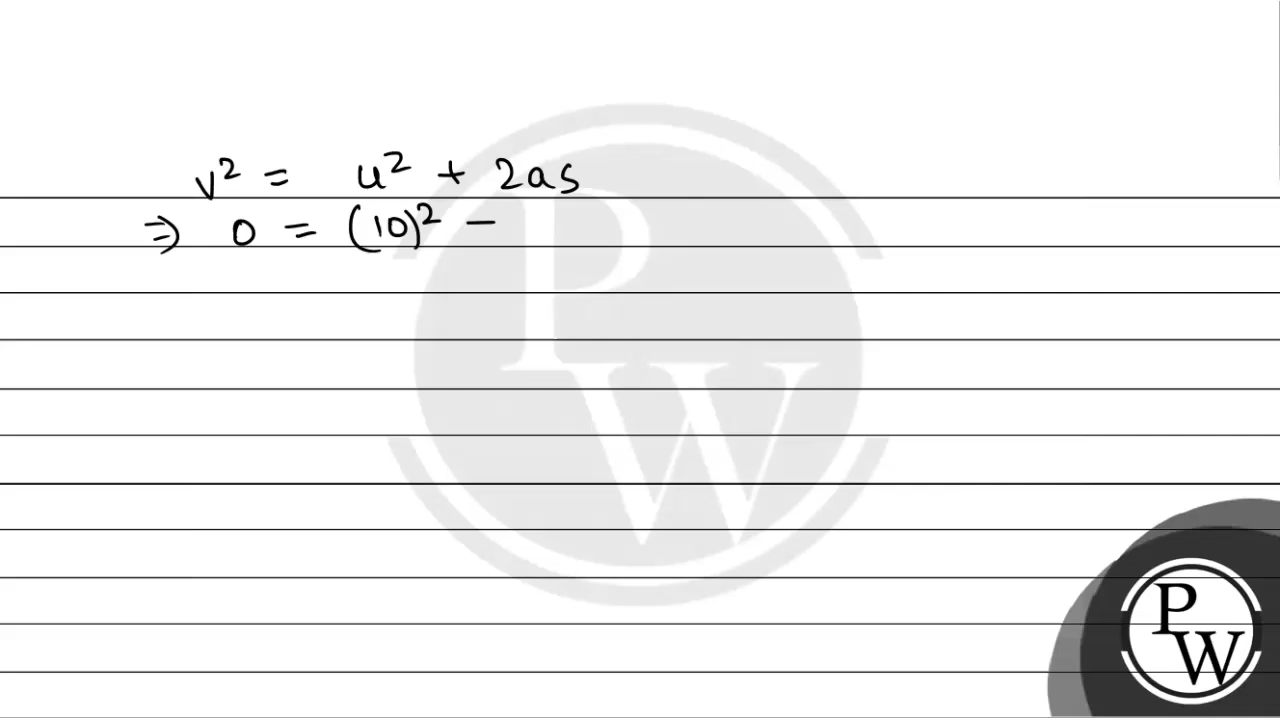 v² = u² + 2as
⇒ 0 = (10)² –
P
W
P
W